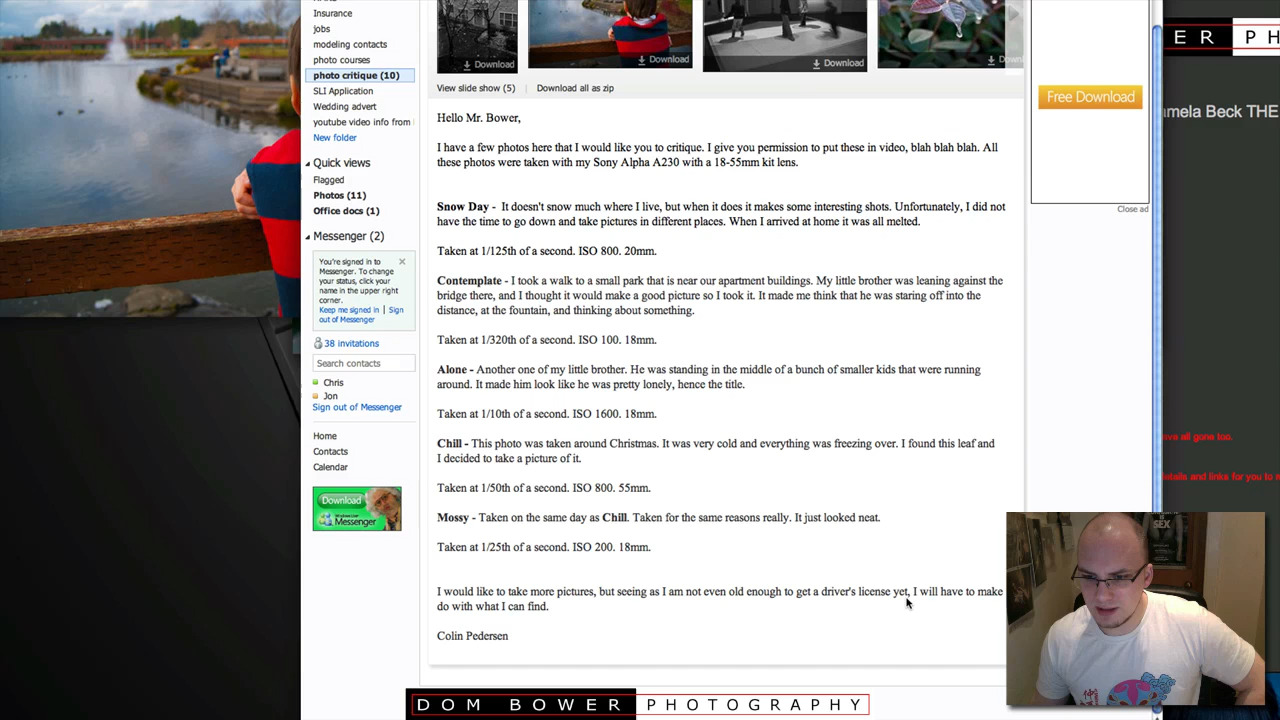 Insurance
jobs
modeling contacts
photo courses
photo critique (10)
SLI Application
Wedding advert
youtube video info from
New folder
Quick views
Flagged
Photos (11)
Office docs (1)
Messenger (2)
You're signed in to
Messenger. To change
your status, click your
name in the upper right
corner.
Keep me signed in | Sign
out of Messenger
38 invitations
Search contacts
Chris
Jon
Sign out of Messenger
Home
Contacts
Calendar
Download
Windows Live
Messenger
Download
Download
Download
Down
View slide show (5) | Download all as zip
Hello Mr. Bower,
I have a few photos here that I would like you to critique. I give you permission to put these in video, blah blah blah. All
these photos were taken with my Sony Alpha A230 with a 18-55mm kit lens.
Snow Day - It doesn't snow much where I live, but when it does it makes some interesting shots. Unfortunately, I did not
have the time to go down and take pictures in different places. When I arrived at home it was all melted.
Taken at 1/125th of a second. ISO 800. 20mm.
Contemplate - I took a walk to a small park that is near our apartment buildings. My little brother was leaning against the
bridge there, and I thought it would make a good picture so I took it. It made me think that he was staring off into the
distance, at the fountain, and thinking about something.
Taken at 1/320th of a second. ISO 100. 18mm.
Alone - Another one of my little brother. He was standing in the middle of a bunch of smaller kids that were running
around. It made him look like he was pretty lonely, hence the title.
Taken at 1/10th of a second. ISO 1600. 18mm.
Chill - This photo was taken around Christmas. It was very cold and everything was freezing over. I found this leaf and
I decided to take a picture of it.
Taken at 1/50th of a second. ISO 800. 55mm.
Mossy - Taken on the same day as Chill. Taken for the same reasons really. It just looked neat.
Taken at 1/25th of a second. ISO 200. 18mm.
I would like to take more pictures, but seeing as I am not even old enough to get a driver's license yet, I will have to make
do with what I can find.
Colin Pedersen
Free Download
Close ad
ER PH
mela Beck THE
ave all gone too.
details and links for you to
SEX
DOM BOWER PHOTOGRAPHY